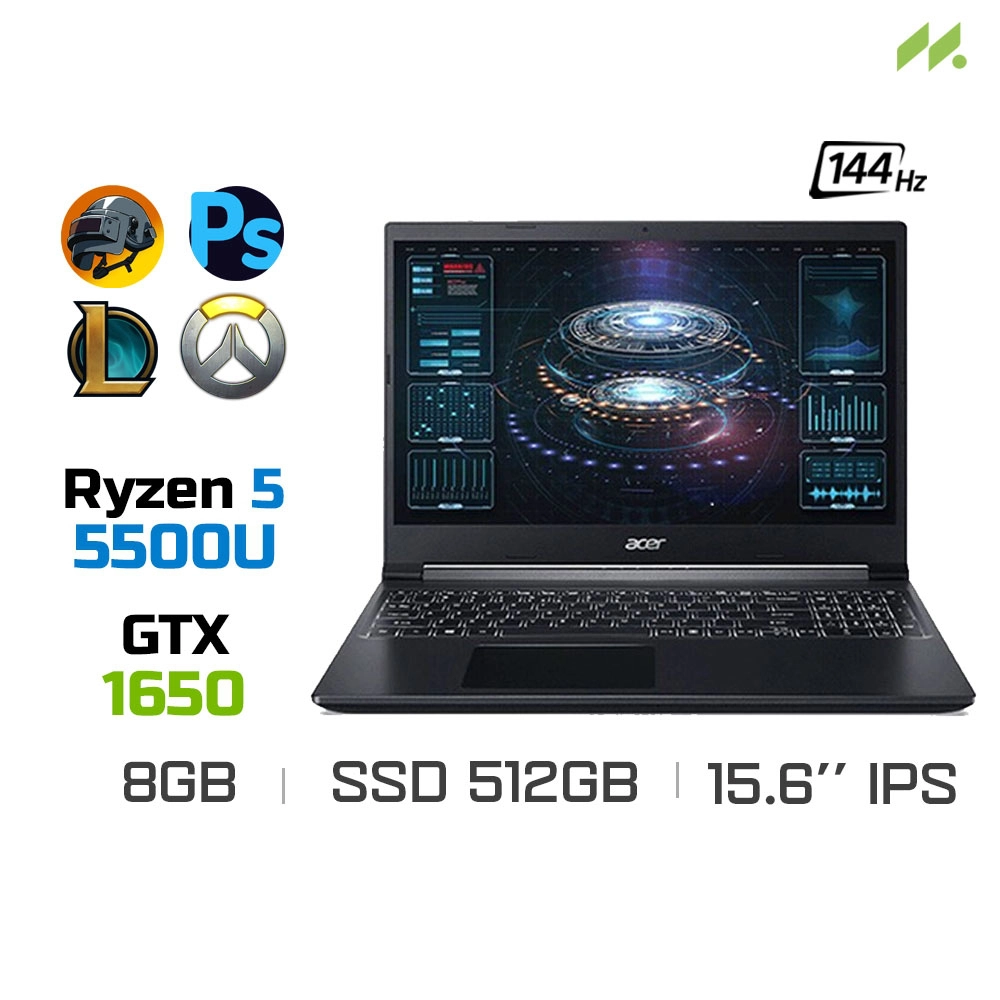 144Hz
Ps
Ryzen 5
5500U
GTX
1650
acer
8GB | SSD 512GB | 15.6’’ IPS